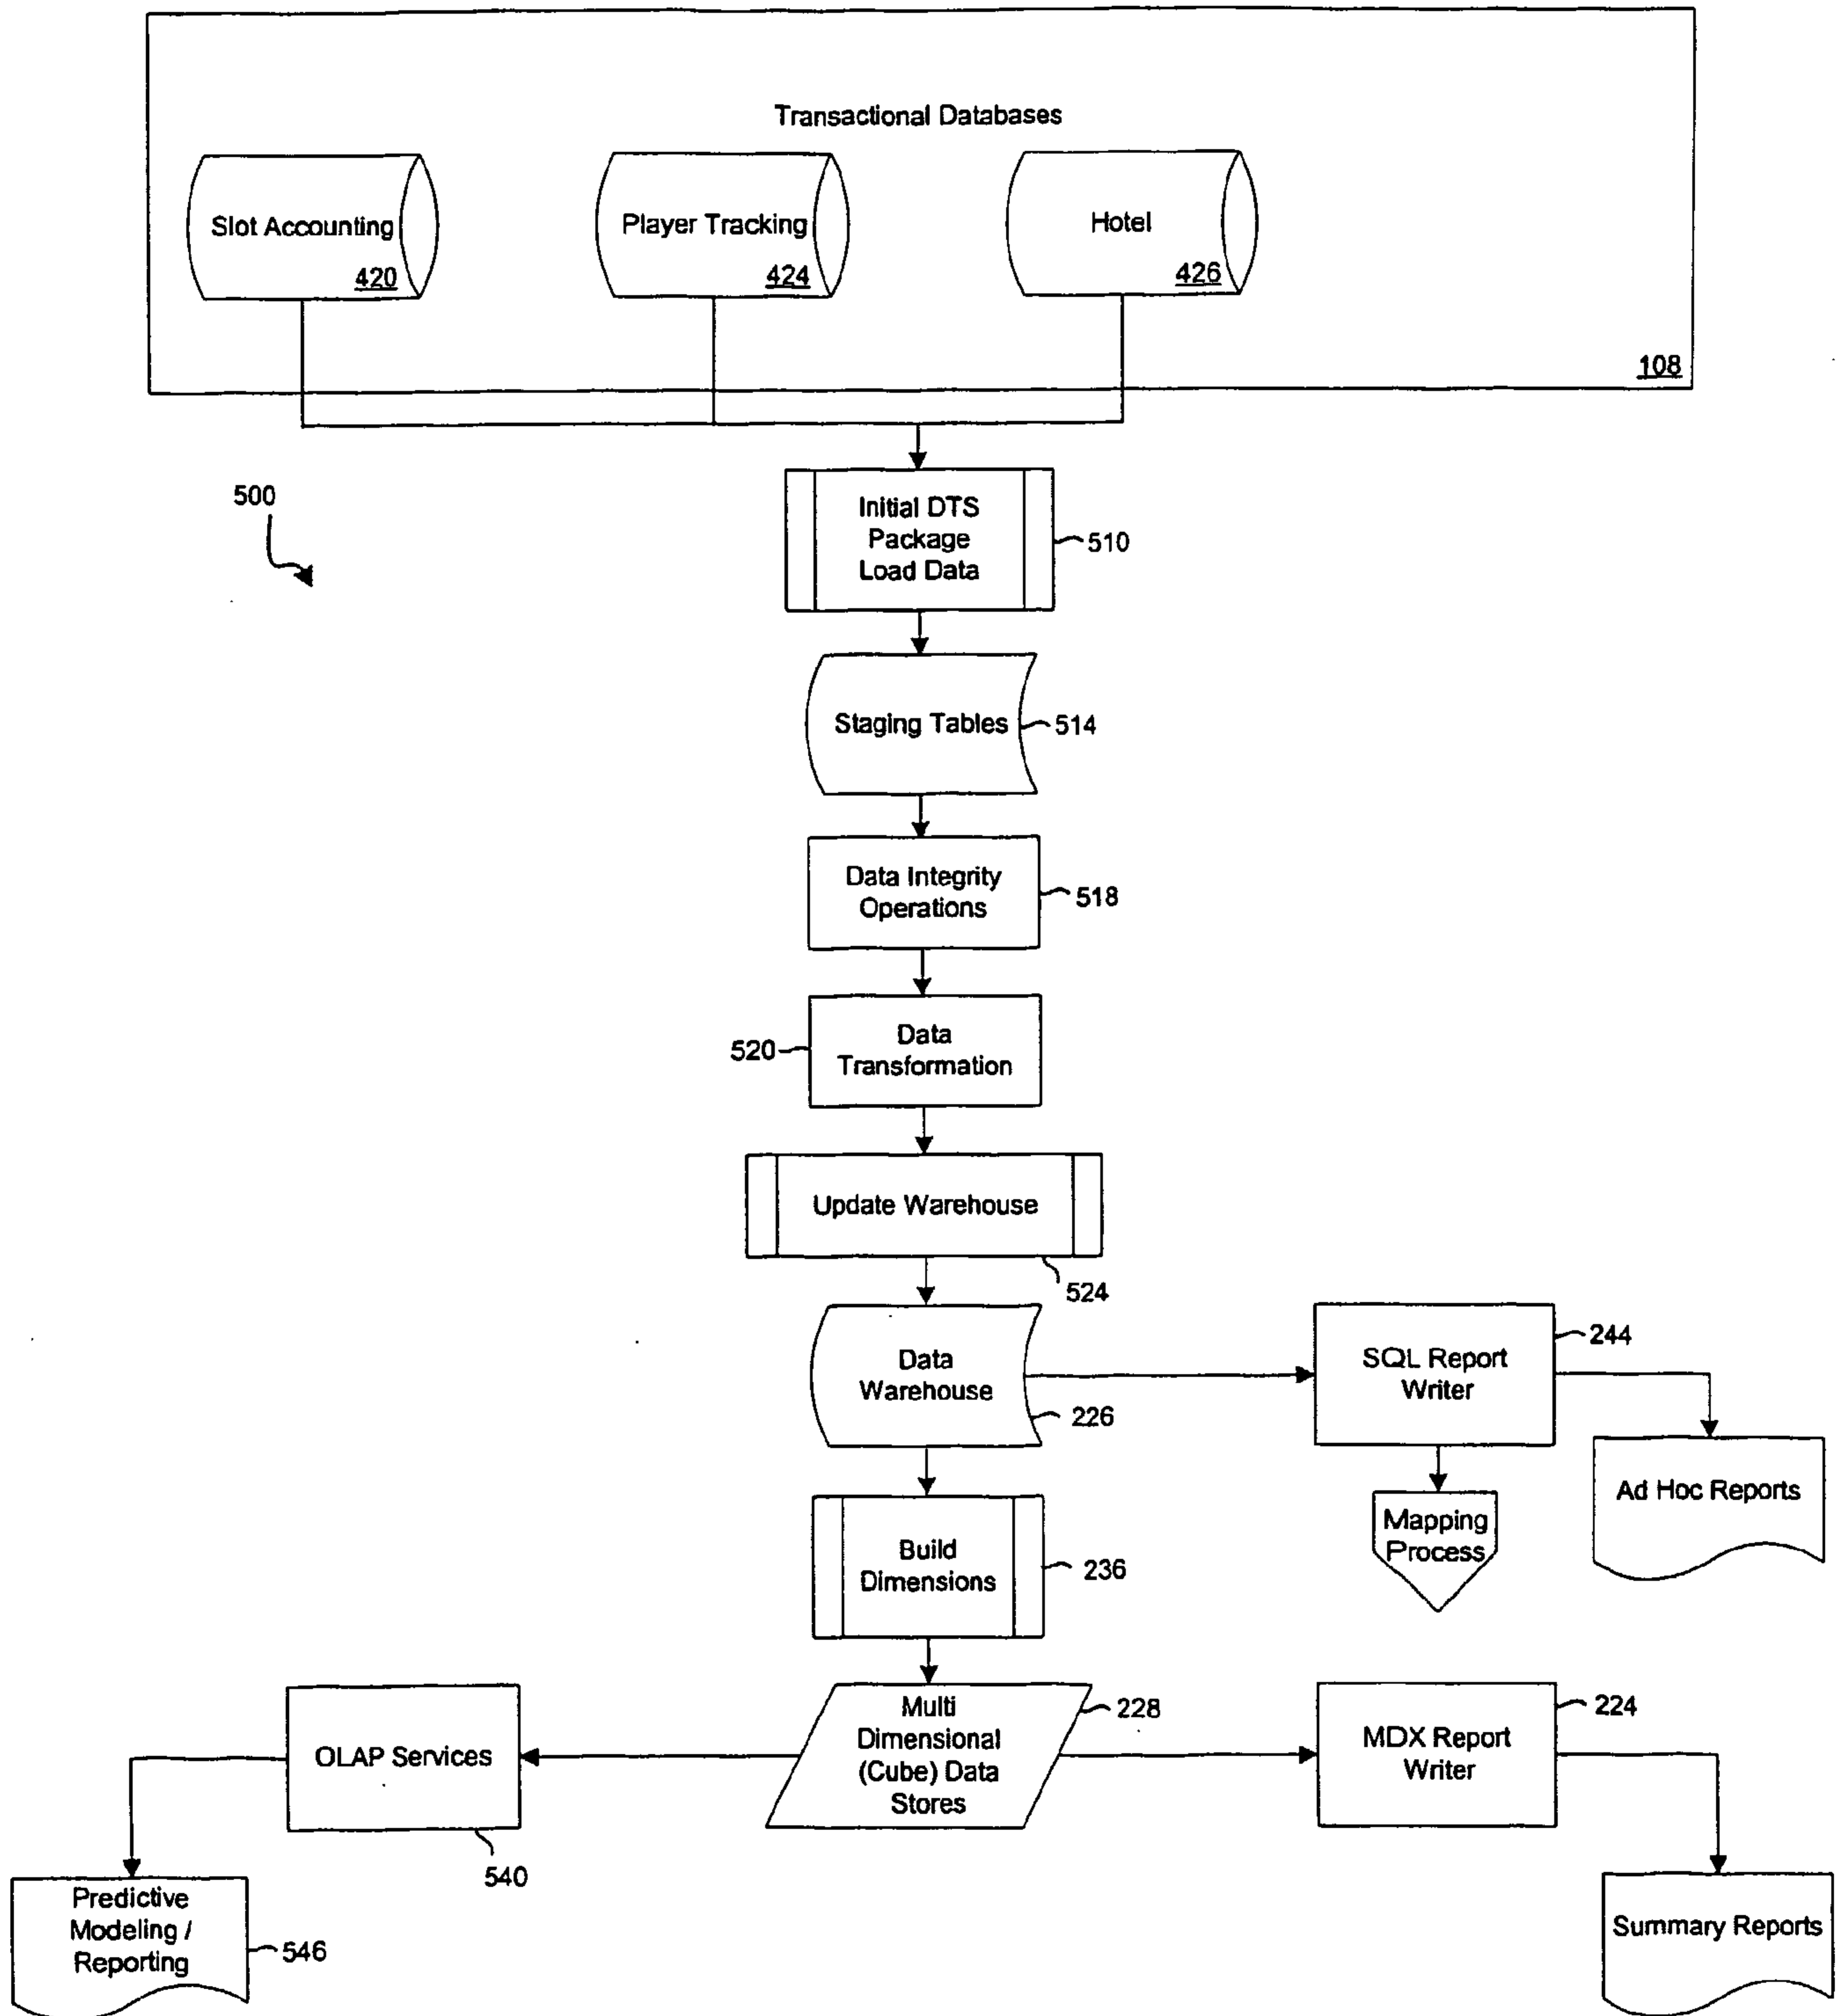 Transactional Databases
Slot Accounting
420
Player Tracking
424
Hotel
426
108
500
Initial DTS
Package
Load Data
510
Staging Tables
514
Data Integrity
Operations
518
520
Data
Transformation
Update Warehouse
524
Data
Warehouse
226
SQL Report
Writer
244
Ad Hoc Reports
Mapping
Process
Build
Dimensions
236
OLAP Services
540
Multi
Dimensional
(Cube) Data
Stores
228
MDX Report
Writer
224
Predictive
Modeling /
Reporting
546
Summary Reports